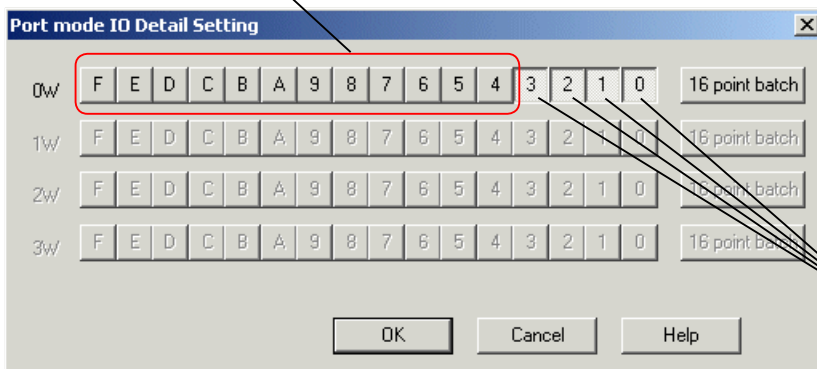 Port mode IO Detail Setting
0W F E D C B A 9 8 7 6 5 4 3 2 1 0 16 point batch
1W F E D C B A 9 8 7 6 5 4 3 2 1 0 16 point batch
2W F E D C B A 9 8 7 6 5 4 3 2 1 0 16 point batch
3W F E D C B A 9 8 7 6 5 4 3 2 1 0 16 point batch
OK Cancel Help